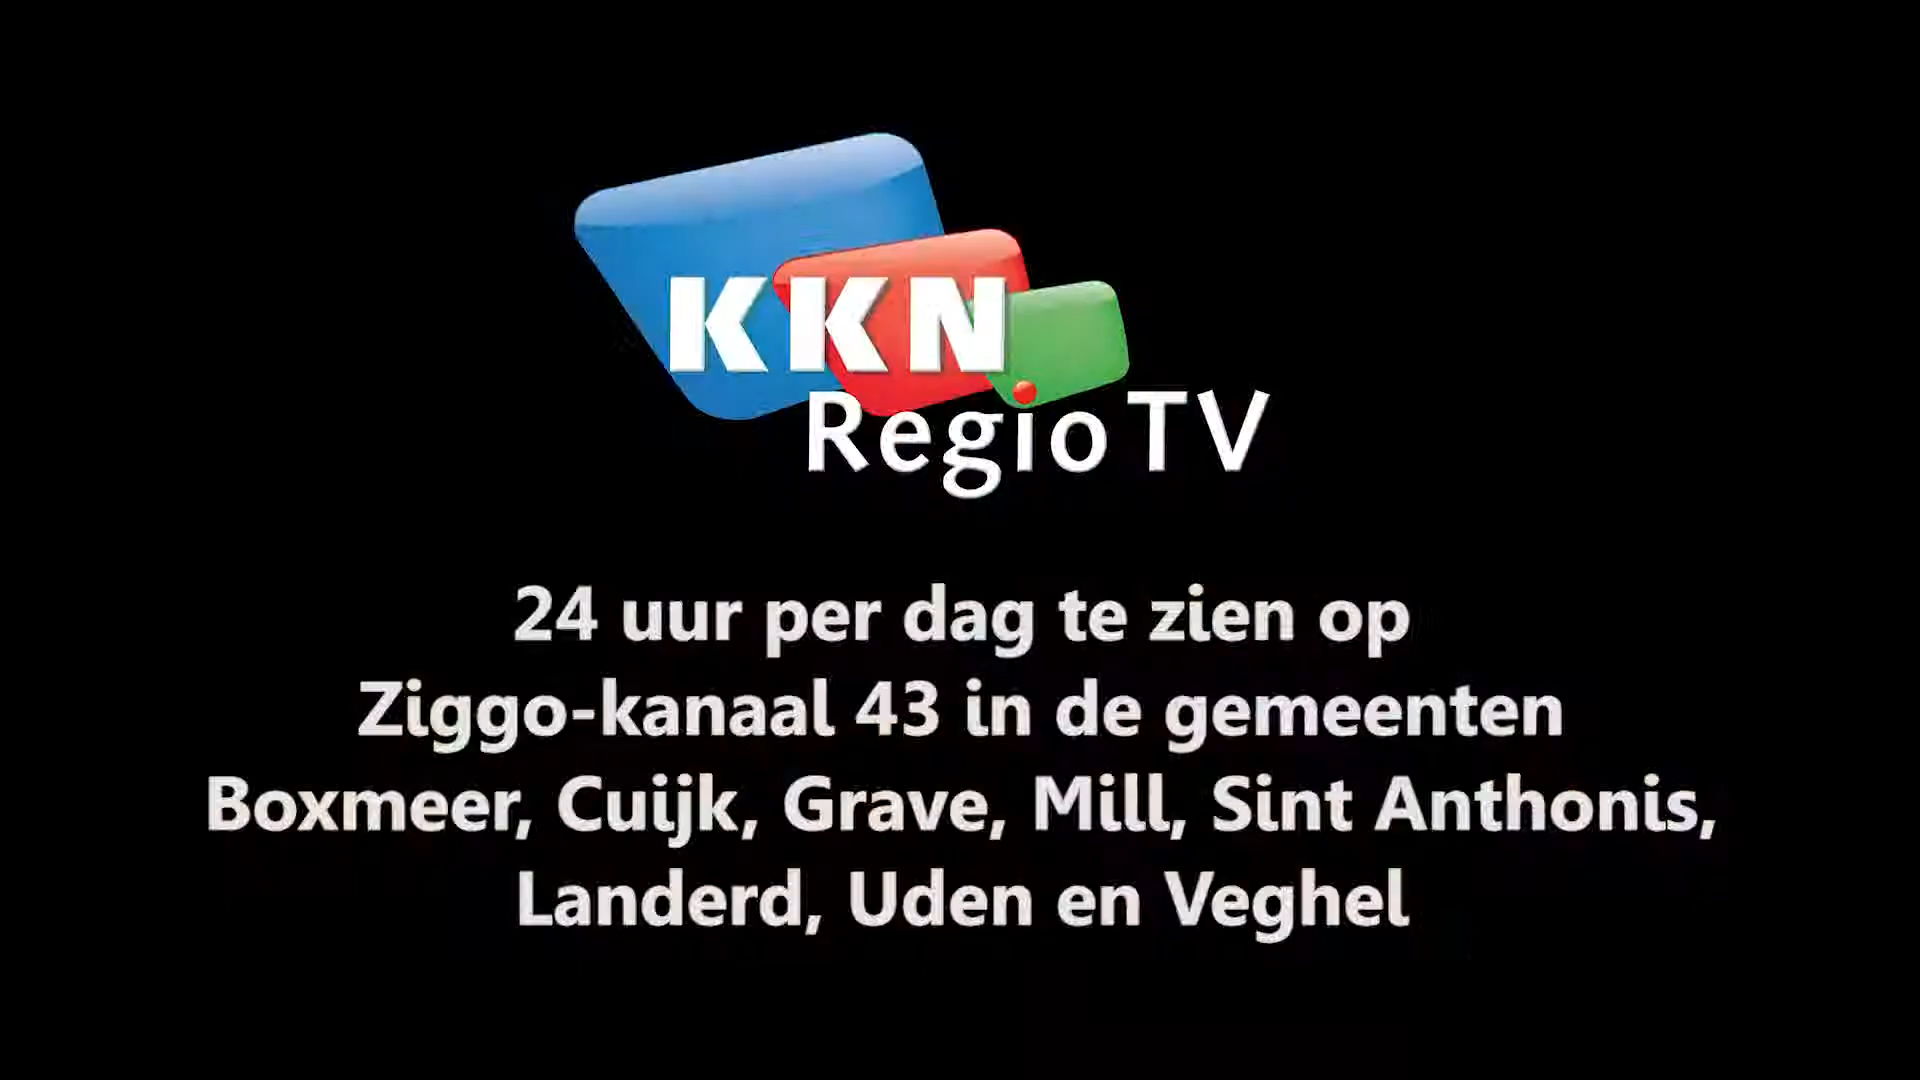 KKN
RegioTV
24 uur per dag te zien op
Ziggo-kanaal 43 in de gemeenten
Boxmeer, Cuijk, Grave, Mill, Sint Anthonis,
Landerd, Uden en Veghel